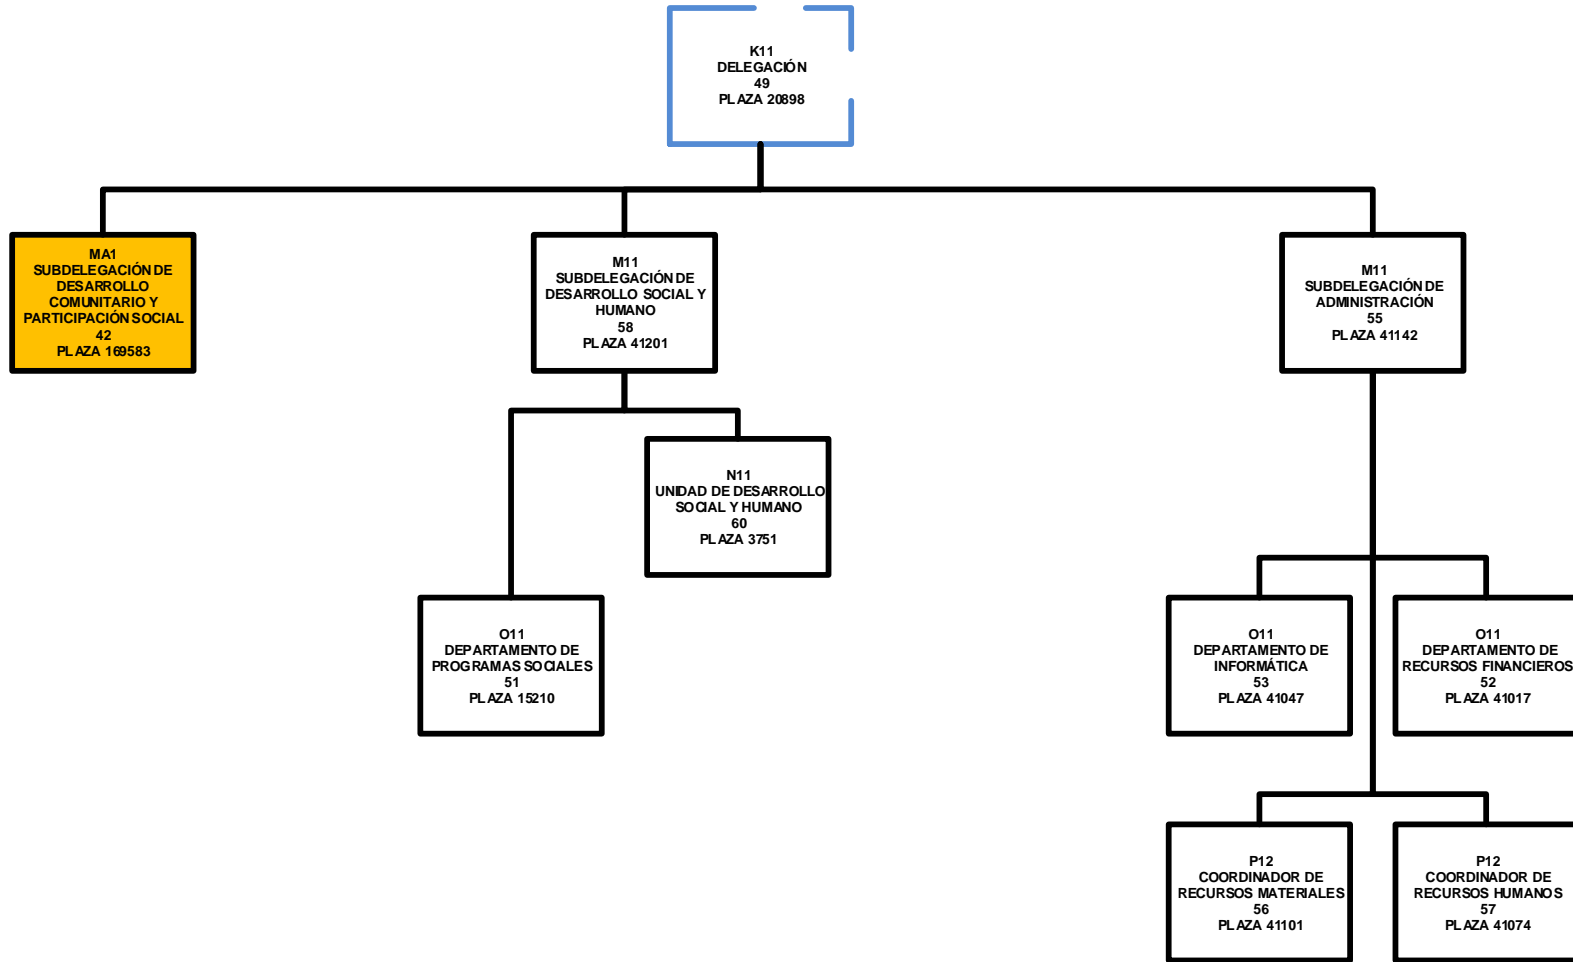 K11
DELEGACIÓN
49
PLAZA 20898
MA1
SUBDELEGACIÓN DE
DESARROLLO
COMUNITARIO Y
PARTICIPACIÓN SOCIAL
42
PLAZA 169583
M11
SUBDELEGACIÓN DE
DESARROLLO SOCIAL Y
HUMANO
58
PLAZA 41201
M11
SUBDELEGACIÓN DE
ADMINISTRACIÓN
55
PLAZA 41142
N11
UNIDAD DE DESARROLLO
SOCIAL Y HUMANO
60
PLAZA 3751
O11
DEPARTAMENTO DE
PROGRAMAS SOCIALES
51
PLAZA 15210
O11
DEPARTAMENTO DE
INFORMÁTICA
53
PLAZA 41047
O11
DEPARTAMENTO DE
RECURSOS FINANCIEROS
52
PLAZA 41017
P12
COORDINADOR DE
RECURSOS MATERIALES
56
PLAZA 41101
P12
COORDINADOR DE
RECURSOS HUMANOS
57
PLAZA 41074